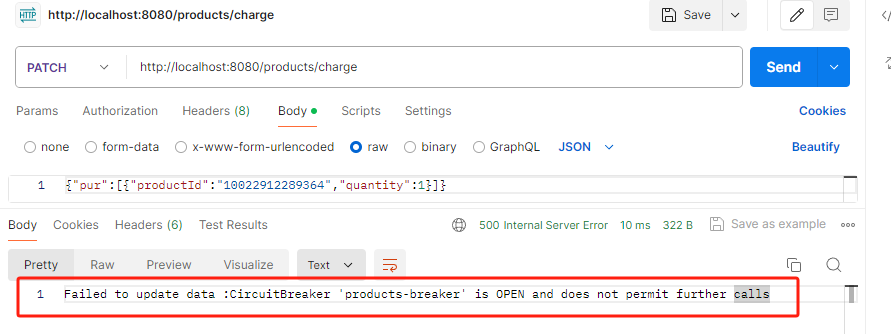 HTTP http://localhost:8080/products/charge Save
PATCH http://localhost:8080/products/charge Send
Params Authorization Headers (8) Body Scripts Settings Cookies
none form-data x-www-form-urlencoded raw binary GraphQL JSON Beautify
1 {"pur":[{"productId":"10022912289364","quantity":1}]}
Body Cookies Headers (6) Test Results 500 Internal Server Error 10 ms 322 B Save as example
Pretty Raw Preview Visualize Text
1 Failed to update data :CircuitBreaker 'products-breaker' is OPEN and does not permit further calls